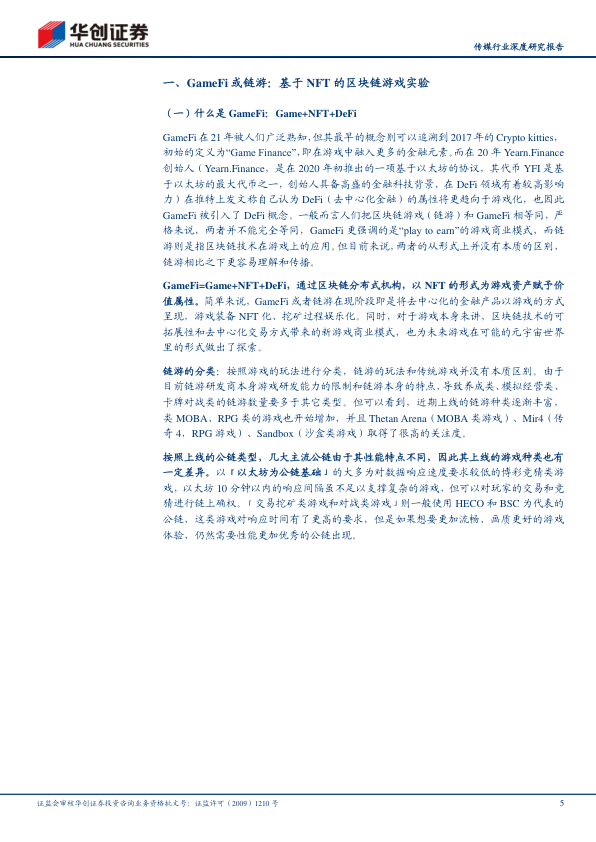 华创证券
HUA CHUANG SECURITIES
传媒行业深度研究报告
一、GameFi 或链游：基于 NFT 的区块链游戏实验
（一）什么是 GameFi：Game+NFT+DeFi
GameFi 在 21 年被人们广泛熟知，但其最早的概念则可以追溯到 2017 年的 Crypto kitties，
初始的定义为“Game Finance”，即在游戏中融入更多的金融元素。而在 20 年 Yearn.Finance
创始人（Yearn.Finance，是在 2020 年初推出的一项基于以太坊的协议，其代币 YFI 是基
于以太坊的最大代币之一，创始人具备高盛的金融科技背景，在 DeFi 领域有着较高影响
力）在推特上发文称自己认为 DeFi（去中心化金融）的属性将更趋向于游戏化，也因此
GameFi 被引入了 DeFi 概念。一般而言人们把区块链游戏（链游）和 GameFi 相等同，严
格来说，两者并不能完全等同，GameFi 更强调的是“play to earn”的游戏商业模式，而链
游则是指区块链技术在游戏上的应用。但目前来说，两者的从形式上并没有本质的区别，
链游相比之下更容易理解和传播。
GameFi=Game+NFT+DeFi，通过区块链分布式机构，以 NFT 的形式为游戏资产赋予价
值属性。简单来说，GameFi 或者链游在现阶段即是将去中心化的金融产品以游戏的方式
呈现，游戏装备 NFT 化、挖矿过程娱乐化。同时，对于游戏本身来讲，区块链技术的可
拓展性和去中心化交易方式带来的新游戏商业模式，也为未来游戏在可能的元宇宙世界
里的形式做出了探索。
链游的分类：按照游戏的玩法进行分类，链游的玩法和传统游戏并没有本质区别。由于
目前链游研发商本身游戏研发能力的限制和链游本身的特点，导致养成类、模拟经营类、
卡牌对战类的链游数量要多于其它类型。但可以看到，近期上线的链游种类逐渐丰富，
类 MOBA、RPG 类的游戏也开始增加，并且 Thetan Arena（MOBA 类游戏）、Mir4（传
奇 4，RPG 游戏）、Sandbox（沙盒类游戏）取得了很高的关注度。
按照上线的公链类型，几大主流公链由于其性能特点不同，因此其上线的游戏种类也有
一定差异。以「以太坊为公链基础」的大多为对数据响应速度要求较低的博彩竞猜类游
戏，以太坊 10 分钟以内的响应间隔虽不足以支撑复杂的游戏，但可以对玩家的交易和竞
猜进行链上确权。「交易挖矿类游戏和对战类游戏」则一般使用 HECO 和 BSC 为代表的
公链，这类游戏对响应时间有了更高的要求，但是如果想要更加流畅，画质更好的游戏
体验，仍然需要性能更加优秀的公链出现。
证监会审核华创证券投资咨询业务资格批文号：证监许可（2009）1210 号
5